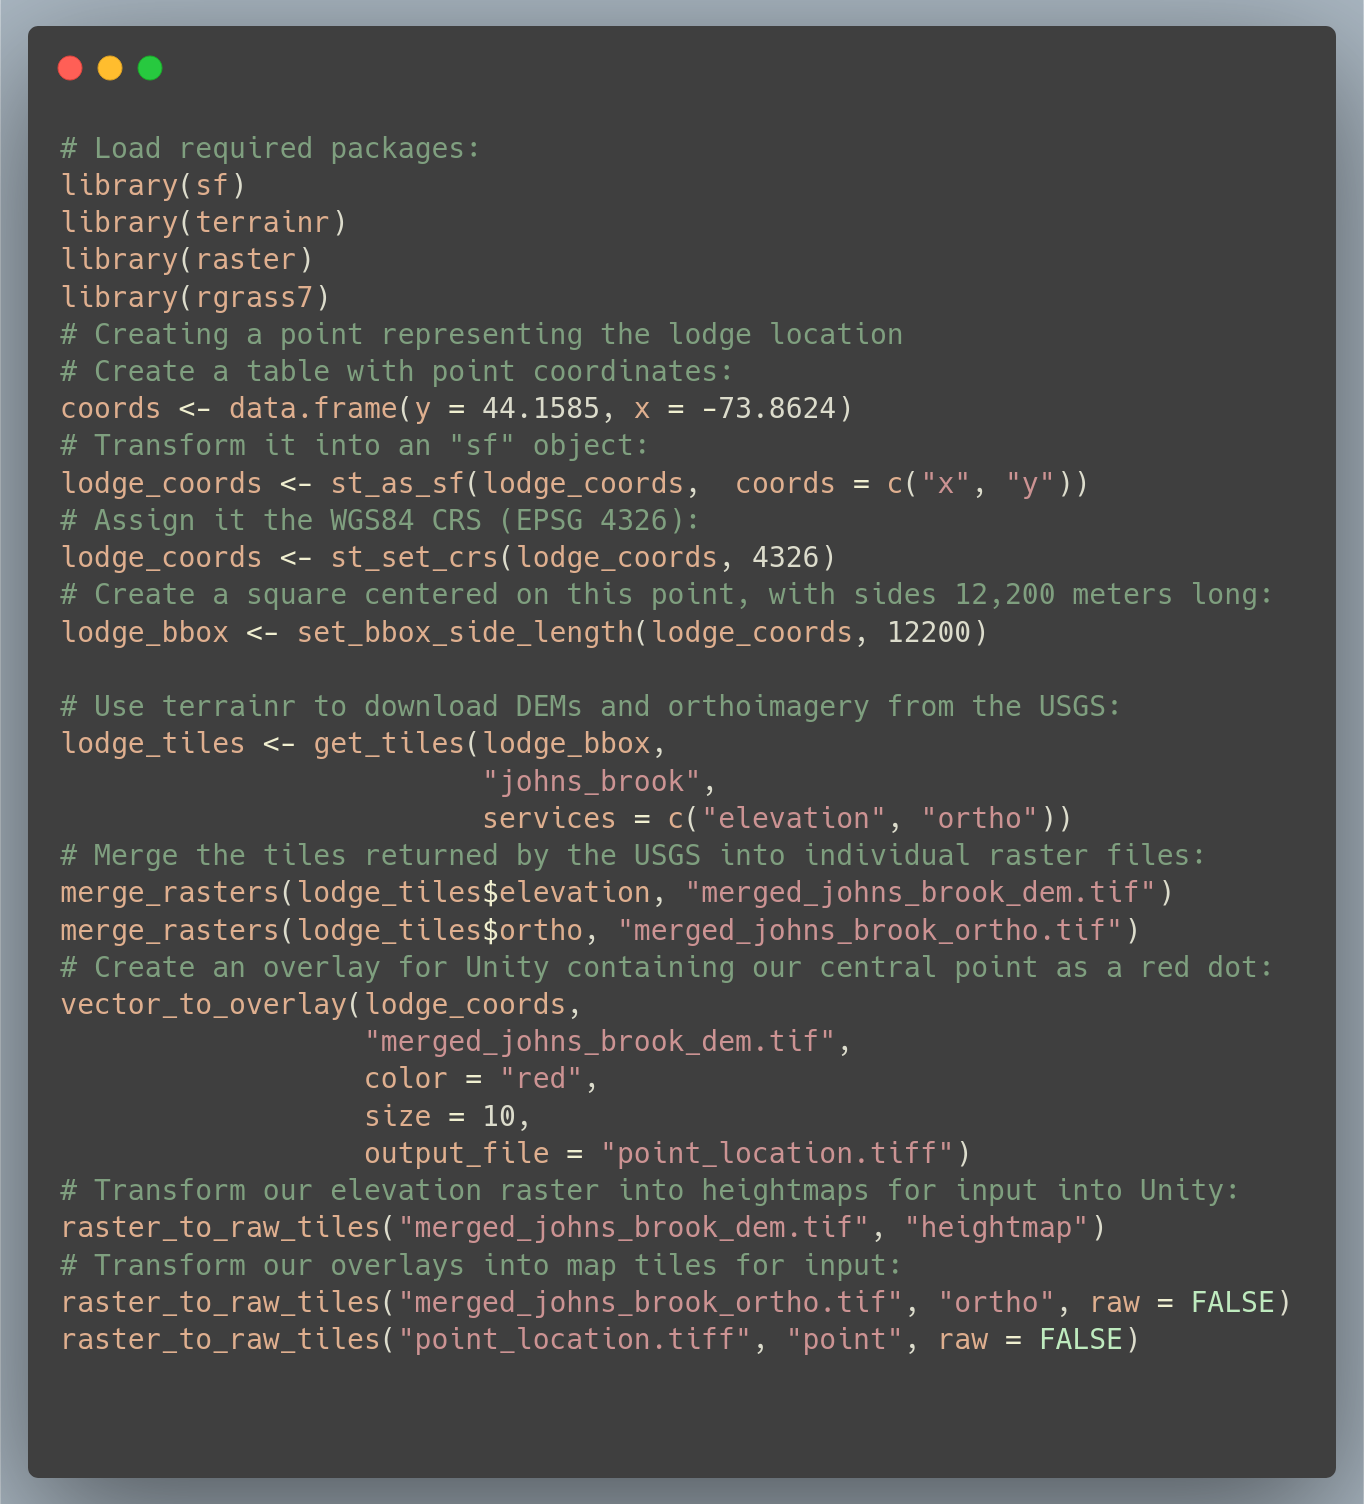 # Load required packages:
library(sf)
library(terrainr)
library(raster)
library(rgrass7)
# Creating a point representing the lodge location
# Create a table with point coordinates:
coords <- data.frame(y = 44.1585, x = -73.8624)
# Transform it into an "sf" object:
lodge_coords <- st_as_sf(lodge_coords,  coords = c("x", "y"))
# Assign it the WGS84 CRS (EPSG 4326):
lodge_coords <- st_set_crs(lodge_coords, 4326)
# Create a square centered on this point, with sides 12,200 meters long:
lodge_bbox <- set_bbox_side_length(lodge_coords, 12200)

# Use terrainr to download DEMs and orthoimagery from the USGS:
lodge_tiles <- get_tiles(lodge_bbox,
                         "johns_brook",
                         services = c("elevation", "ortho"))
# Merge the tiles returned by the USGS into individual raster files:
merge_rasters(lodge_tiles$elevation, "merged_johns_brook_dem.tif")
merge_rasters(lodge_tiles$ortho, "merged_johns_brook_ortho.tif")
# Create an overlay for Unity containing our central point as a red dot:
vector_to_overlay(lodge_coords,
                  "merged_johns_brook_dem.tif",
                  color = "red",
                  size = 10,
                  output_file = "point_location.tiff")
# Transform our elevation raster into heightmaps for input into Unity:
raster_to_raw_tiles("merged_johns_brook_dem.tif", "heightmap")
# Transform our overlays into map tiles for input:
raster_to_raw_tiles("merged_johns_brook_ortho.tif", "ortho", raw = FALSE)
raster_to_raw_tiles("point_location.tiff", "point", raw = FALSE)